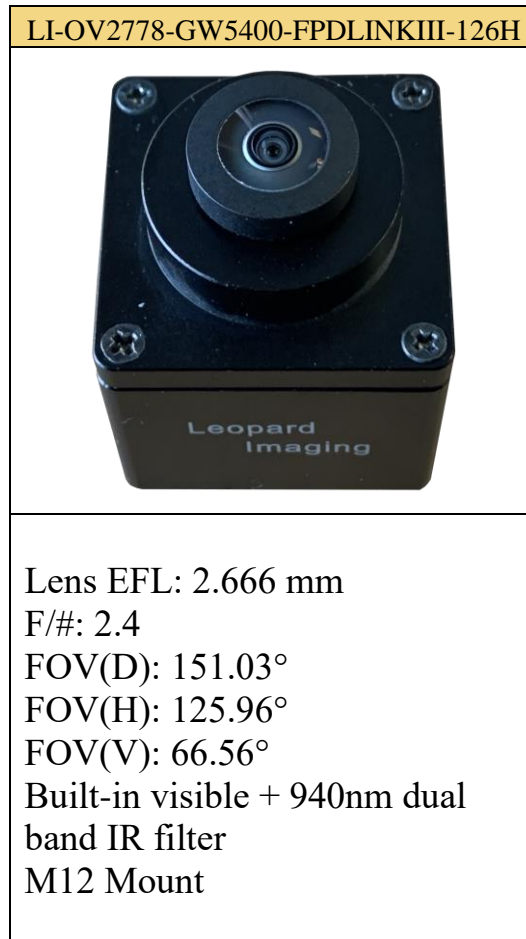 LI-OV2778-GW5400-FPDLINKIII-126H
Leopard
Imaging
Lens EFL: 2.666 mm
F/#: 2.4
FOV(D): 151.03°
FOV(H): 125.96°
FOV(V): 66.56°
Built-in visible + 940nm dual
band IR filter
M12 Mount